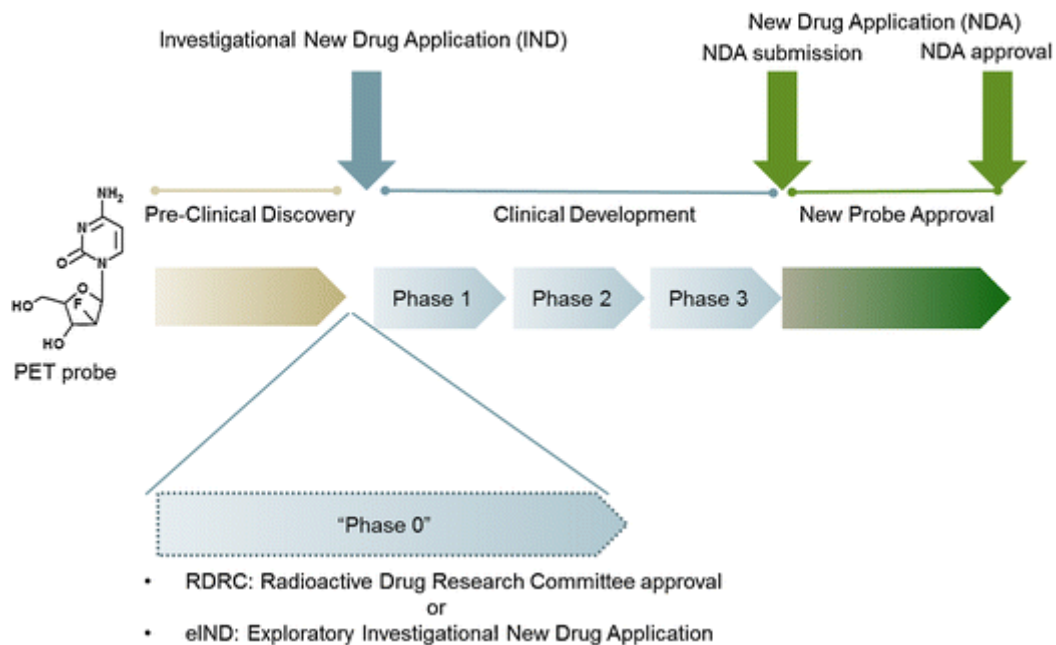 Investigational New Drug Application (IND)
New Drug Application (NDA)
NDA submission
NDA approval
Pre-Clinical Discovery
Clinical Development
New Probe Approval
NH2
N
O
N
HO
O
F
HO
PET probe
Phase 1
Phase 2
Phase 3
“Phase 0”
• RDRC: Radioactive Drug Research Committee approval
or
• eIND: Exploratory Investigational New Drug Application